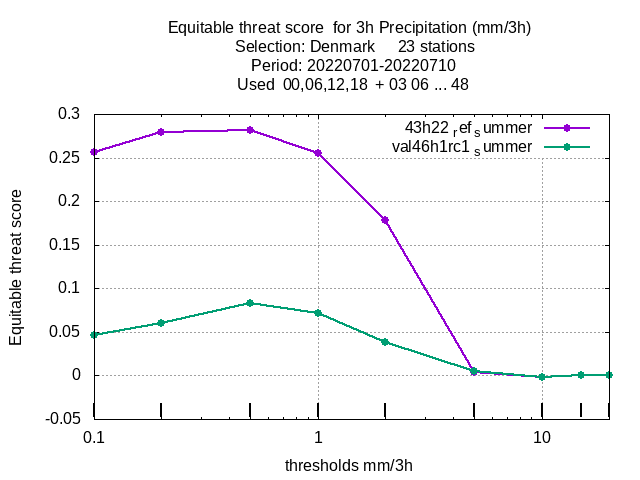 Equitable threat score for 3h Precipitation (mm/3h)
Selection: Denmark 23 stations
Period: 20220701-20220710
Used 00,06,12,18 + 03 06 ... 48
43h22 refsummer
val46h1rc1 summer
0.3
0.25
0.2
0.15
0.1
0.05
0
-0.05
Equitable threat score
0.1 1 10
thresholds mm/3h